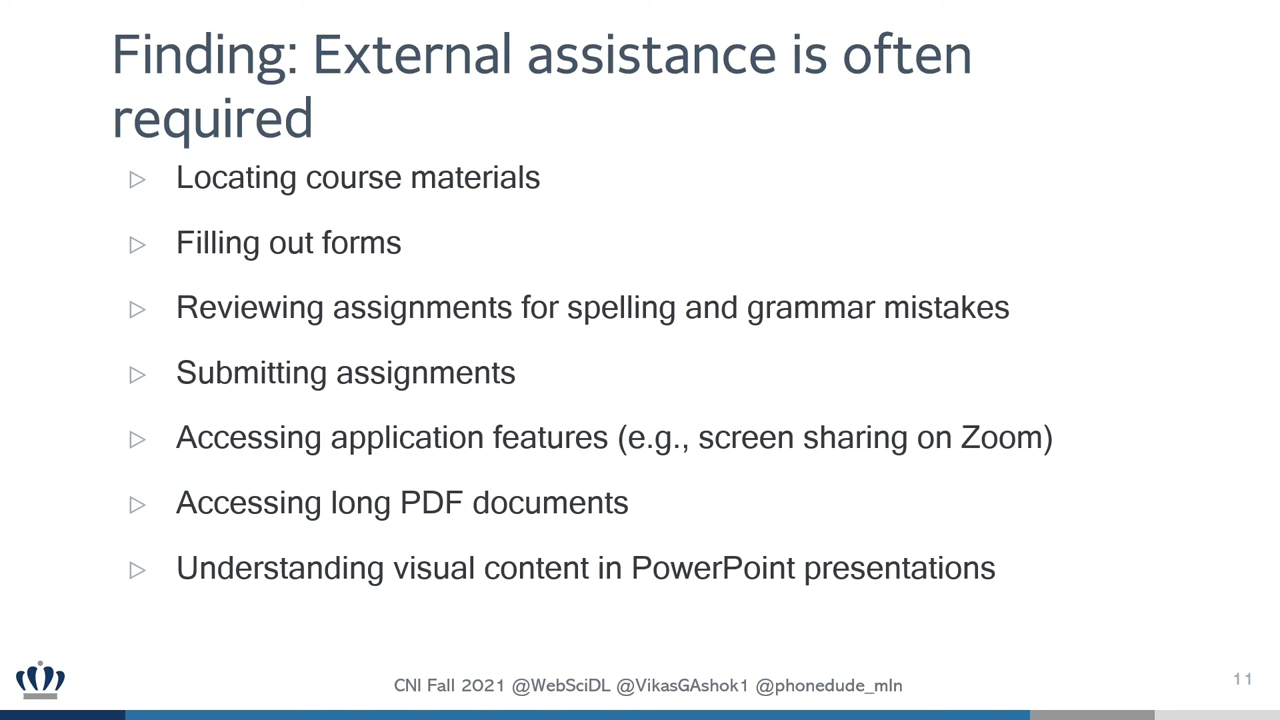 Finding: External assistance is often
required
Locating course materials
Filling out forms
Reviewing assignments for spelling and grammar mistakes
Submitting assignments
Accessing application features (e.g., screen sharing on Zoom)
Accessing long PDF documents
Understanding visual content in PowerPoint presentations
CNI Fall 2021 @WebSciDL @VikasGAshok1 @phonedude_mln
11